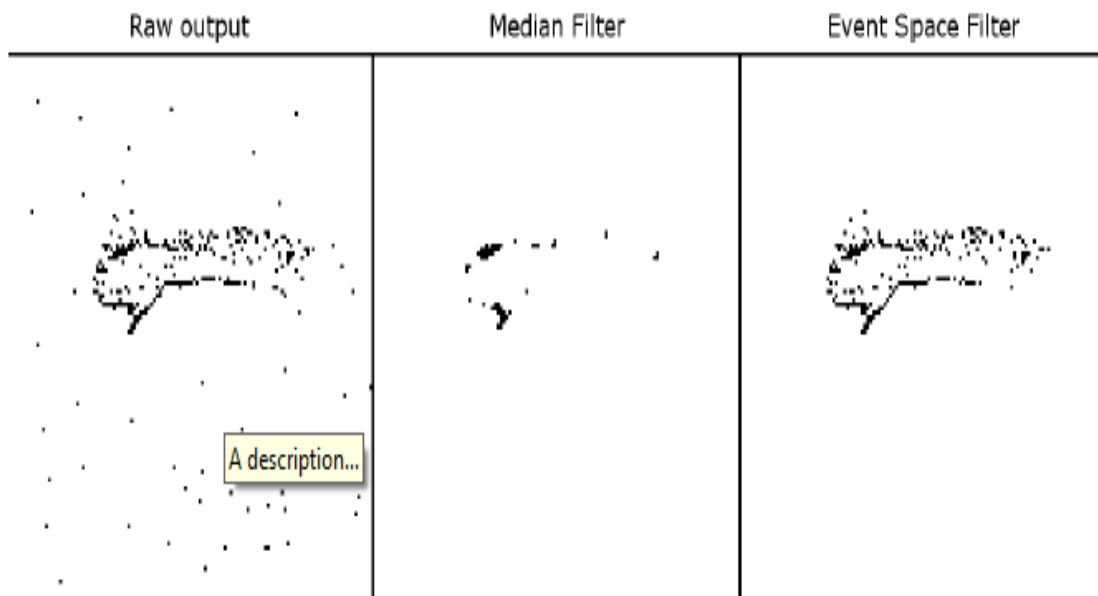 Raw output
Median Filter
Event Space Filter
A description...